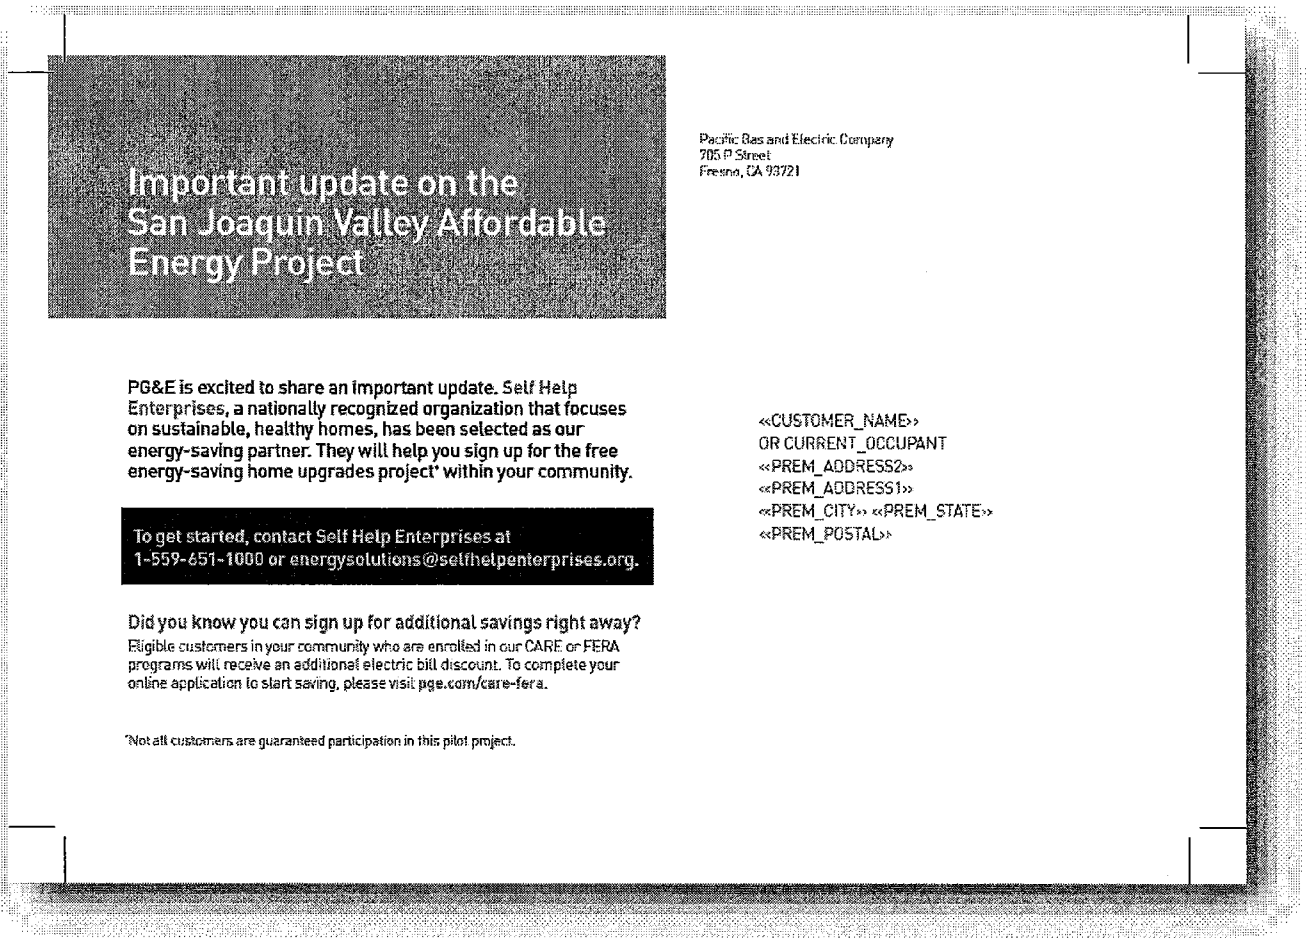 Important update on the
San Joaquin Valley Affordable
Energy Project
Pacific Gas and Electric Company
705 P Street
Fresno, CA 93721
PG&E is excited to share an important update. Self Help
Enterprises, a nationally recognized organization that focuses
on sustainable, healthy homes, has been selected as our
energy-saving partner. They will help you sign up for the free
energy-saving home upgrades project* within your community.
To get started, contact Self Help Enterprises at
1-559-651-1000 or energysolutions@selfhelpenterprises.org.
Did you know you can sign up for additional savings right away?
Eligible customers in your community who are enrolled in our CARE or FERA
programs will receive an additional electric bill discount. To complete your
online application to start saving, please visit pge.com/care-fera.
*Not all customers are guaranteed participation in this pilot project.
«CUSTOMER_NAME»
OR CURRENT_OCCUPANT
«PREM_ADDRESS2»
«PREM_ADDRESS1»
«PREM_CITY» «PREM_STATE»
«PREM_POSTAL»